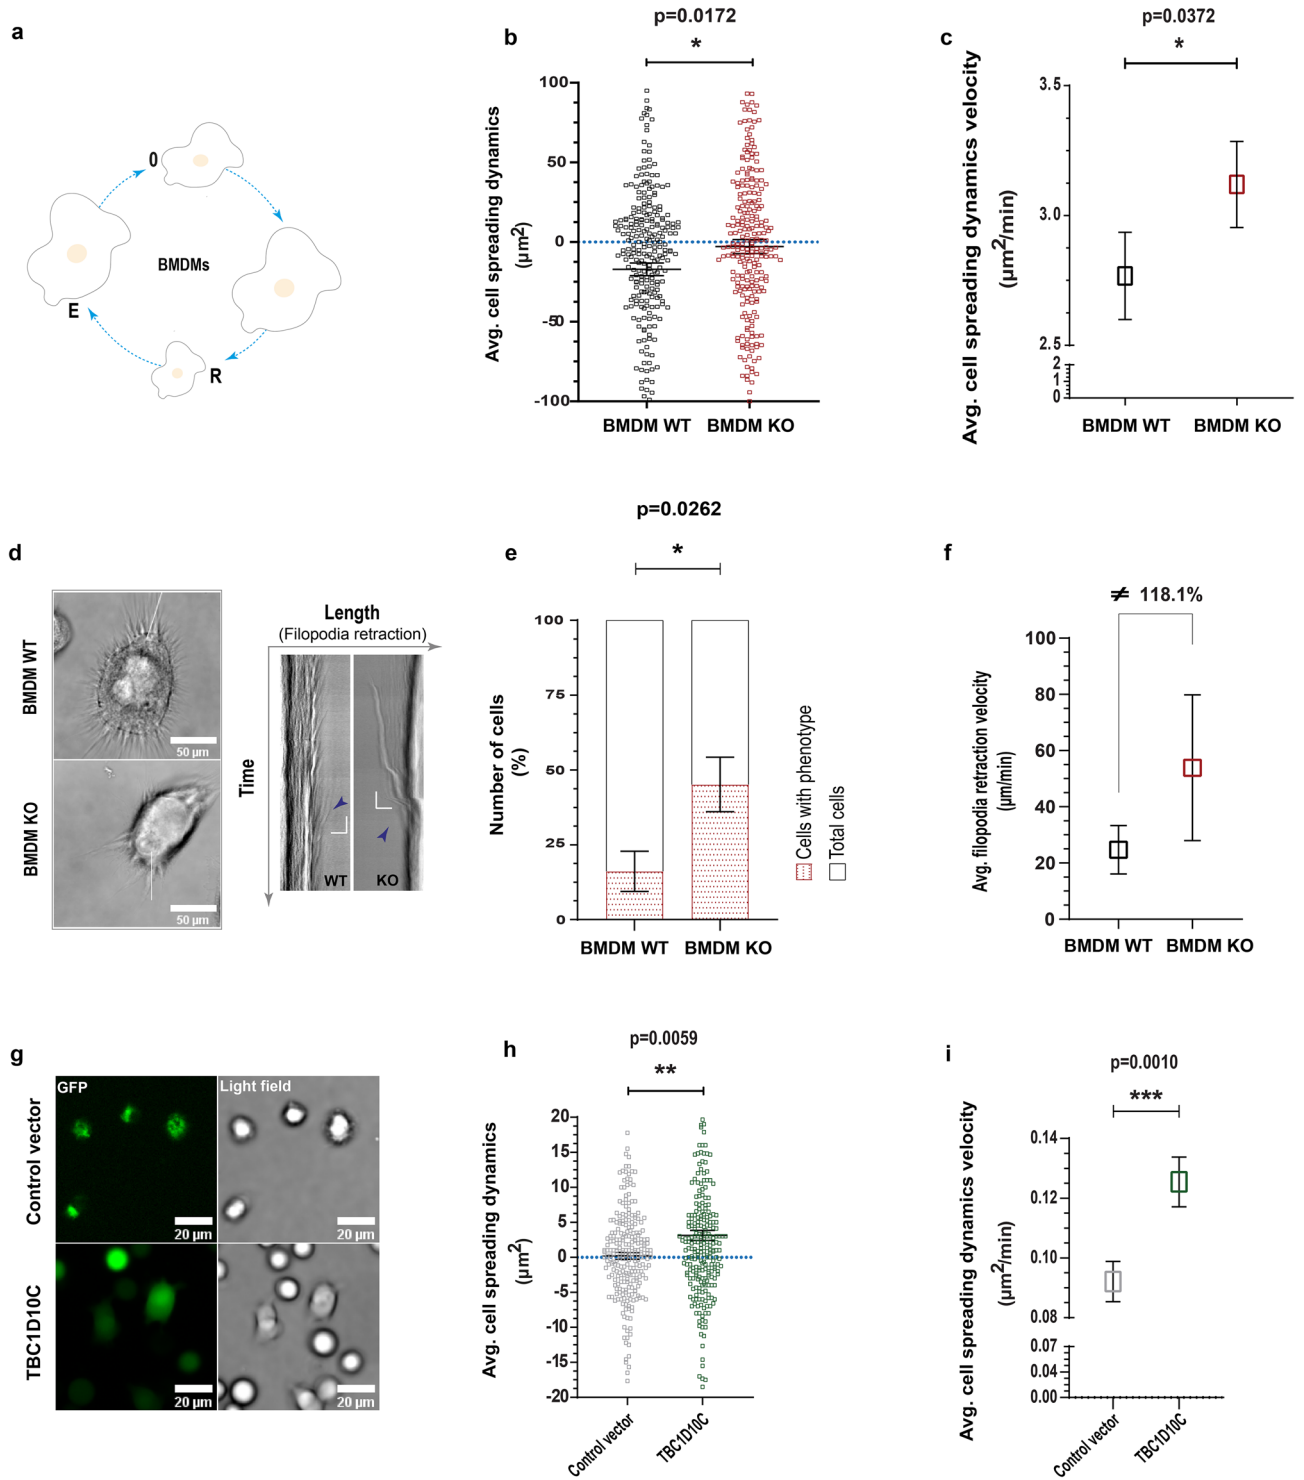 a
0
BMDMs
E
R
b
p=0.0172
*
Avg. cell spreading dynamics
(µm2)
100
50
0
-50
-100
BMDM WT
BMDM KO
c
p=0.0372
*
Avg. cell spreading dynamics velocity
(µm2/min)
3.5
3.0
2.5
2
1
0
BMDM WT
BMDM KO
d
BMDM WT
50 µm
BMDM KO
50 µm
Length
(Filopodia retraction)
Time
WT
KO
e
p=0.0262
*
Number of cells
(%)
100
75
50
25
0
BMDM WT
BMDM KO
Cells with phenotype
Total cells
f
≠ 118.1%
Avg. filopodia retraction velocity
(µm/min)
100
80
60
40
20
0
BMDM WT
BMDM KO
g
GFP
Light field
Control vector
20 µm
20 µm
TBC1D10C
20 µm
20 µm
h
p=0.0059
**
Avg. cell spreading dynamics
(µm2)
20
15
10
5
0
-5
-10
-15
-20
Control vector
TBC1D10C
i
p=0.0010
***
Avg. cell spreading dynamics velocity
(µm2/min)
0.14
0.12
0.10
0.08
0.07
0.04
0.00
Control vector
TBC1D10C